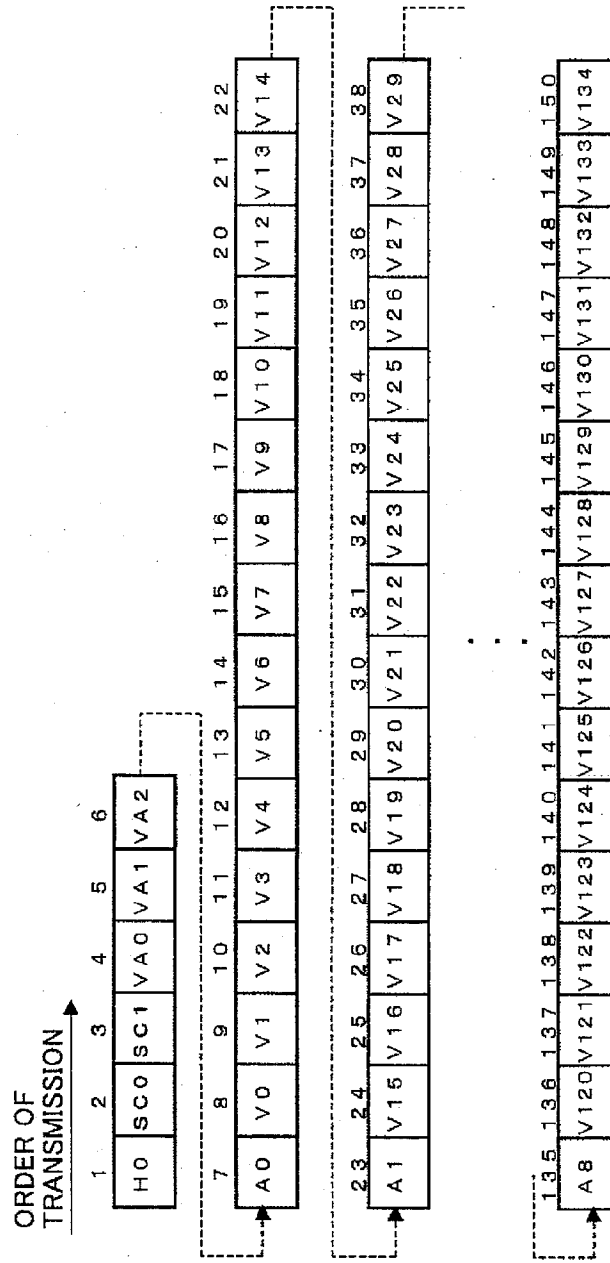 ORDER OF
TRANSMISSION
1 2 3 4 5 6
H0 SC0 SC1 VA0 VA1 VA2
7 8 9 10 11 12 13 14 15 16 17 18 19 20 21 22
A0 V0 V1 V2 V3 V4 V5 V6 V7 V8 V9 V10 V11 V12 V13 V14
23 24 25 26 27 28 29 30 31 32 33 34 35 36 37 38
A1 V15 V16 V17 V18 V19 V20 V21 V22 V23 V24 V25 V26 V27 V28 V29
135 136 137 138 139 140 141 142 143 144 145 146 147 148 149 150
A8 V120 V121 V122 V123 V124 V125 V126 V127 V128 V129 V130 V131 V132 V133 V134